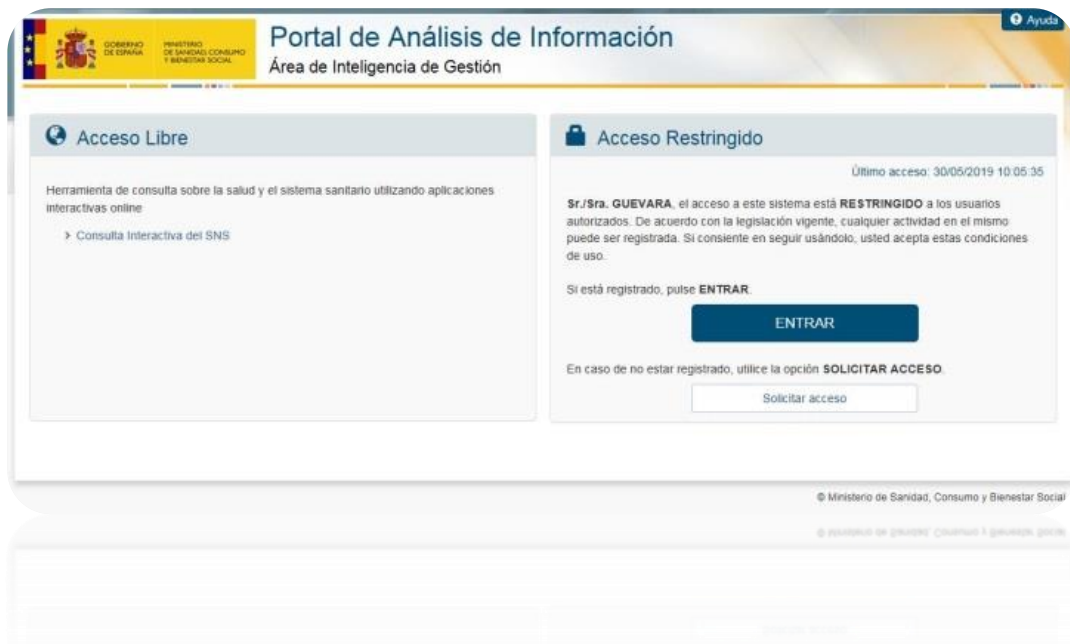 Ayuda
GOBIERNO
DE ESPAÑA
MINISTERIO
DE SANIDAD, CONSUMO
Y BIENESTAR SOCIAL
Portal de Análisis de Información
Área de Inteligencia de Gestión
Acceso Libre
Herramienta de consulta sobre la salud y el sistema sanitario utilizando aplicaciones
interactivas online
> Consulta Interactiva del SNS
Acceso Restringido
Último acceso: 30/05/2019 10:05:35
Sr./Sra. GUEVARA, el acceso a este sistema está RESTRINGIDO a los usuarios
autorizados. De acuerdo con la legislación vigente, cualquier actividad en el mismo
puede ser registrada. Si consiente en seguir usándolo, usted acepta estas condiciones
de uso.
Si está registrado, pulse ENTRAR.
ENTRAR
En caso de no estar registrado, utilice la opción SOLICITAR ACCESO.
Solicitar acceso
© Ministerio de Sanidad, Consumo y Bienestar Social